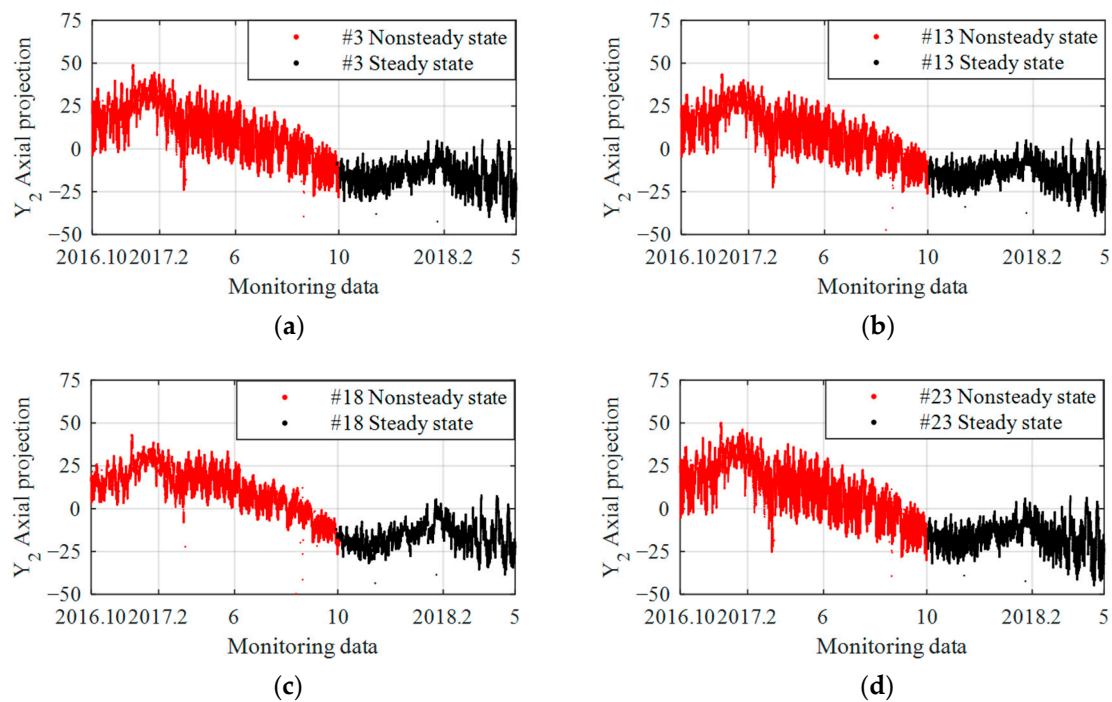 75
50
25
0
−25
−50
Y2 Axial projection
#3 Nonsteady state
#3 Steady state
2016.10 2017.2 6 10 2018.2 5
Monitoring data
(a)
75
50
25
0
−25
−50
Y2 Axial projection
#13 Nonsteady state
#13 Steady state
2016.10 2017.2 6 10 2018.2 5
Monitoring data
(b)
75
50
25
0
−25
−50
Y2 Axial projection
#18 Nonsteady state
#18 Steady state
2016.10 2017.2 6 10 2018.2 5
Monitoring data
(c)
75
50
25
0
−25
−50
Y2 Axial projection
#23 Nonsteady state
#23 Steady state
2016.10 2017.2 6 10 2018.2 5
Monitoring data
(d)